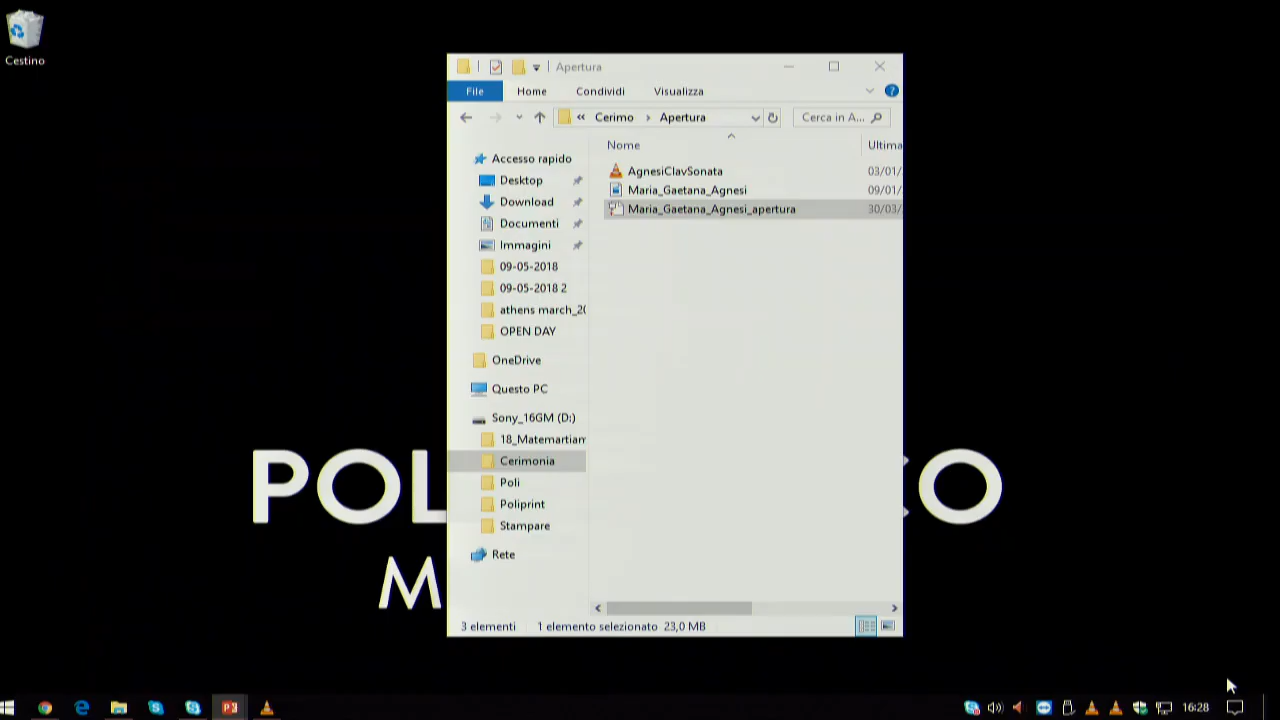 Cestino
Apertura
File Home Condividi Visualizza
« Cerimo › Apertura Cerca in A...
Nome Ultima
Accesso rapido
Desktop
Download
Documenti
Immagini
09-05-2018
09-05-2018 2
athens march_20
OPEN DAY
OneDrive
Questo PC
Sony_16GM (D:)
18_Matemartiam
Cerimonia
Poli
Poliprint
Stampare
Rete
AgnesiClavSonata 03/01/
Maria_Gaetana_Agnesi 09/01/
Maria_Gaetana_Agnesi_apertura 30/03/
3 elementi 1 elemento selezionato 23,0 MB
POL CO
M
16:28